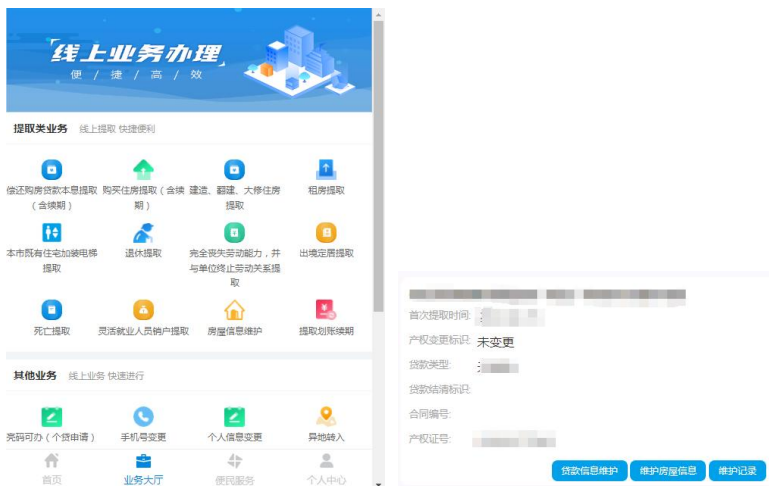 线上业务办理
便 / 捷 / 高 / 效
提取类业务 线上提取 快捷便利
偿还购房贷款本息提取 购买住房提取（含续 建造、翻建、大修住房 租房提取
（含续期） 期） 提取
本市既有住宅加装电梯 退休提取 完全丧失劳动能力，并 出境定居提取
提取 与单位终止劳动关系提
取
死亡提取 灵活就业人员销户提取 房屋信息维护 提取划账续期
其他业务 线上业务 快速进行
亮码可办（个贷申请） 手机号变更 个人信息变更 异地转入
首页 业务大厅 便民服务 个人中心
首次提取时间:
产权变更标识: 未变更
贷款类型:
贷款结清标识:
合同编号:
产权证号:
贷款信息维护 维护房屋信息 维护记录